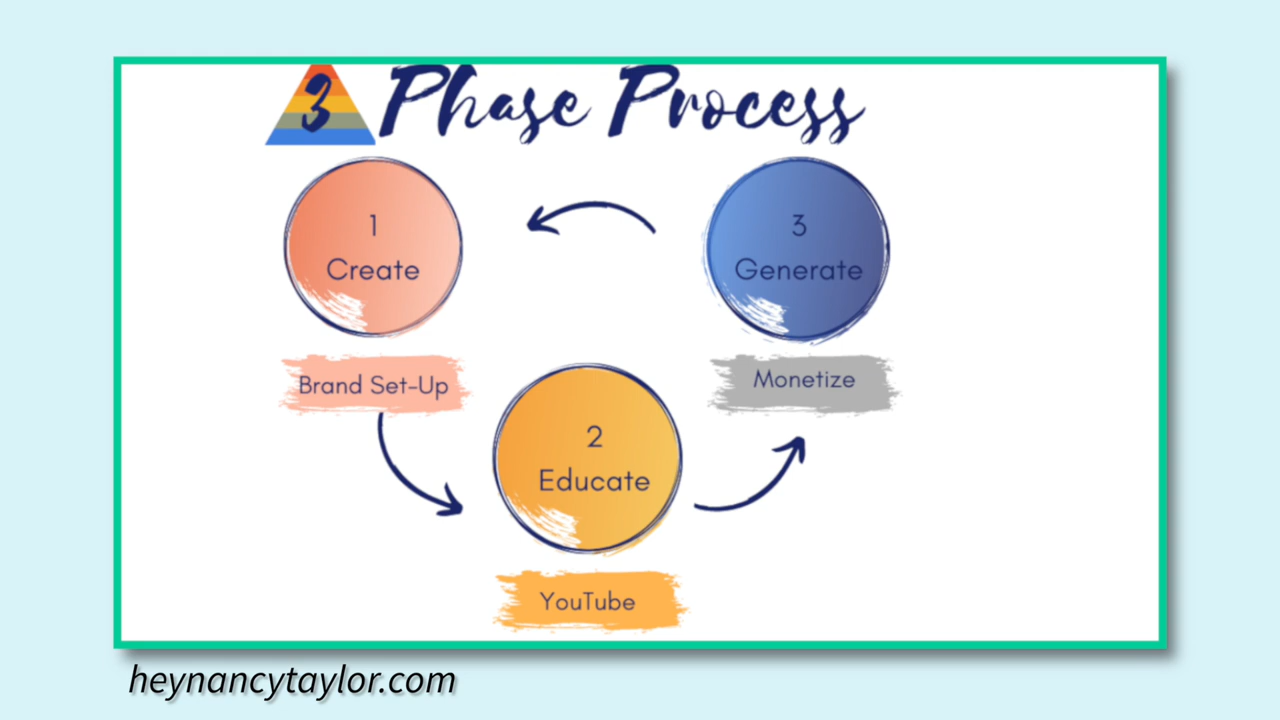 3 Phase Process
1
Create
3
Generate
Brand Set-Up
Monetize
2
Educate
YouTube
heynancytaylor.com